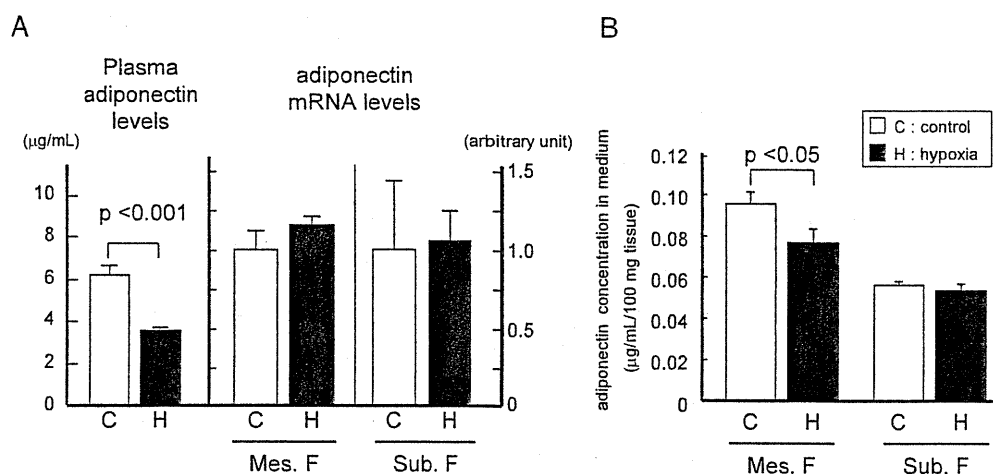 A
Plasma
adiponectin
levels
adiponectin
mRNA levels
(μg/mL)
(arbitrary unit)
10
8
6
4
2
0
p <0.001
1.5
1.0
0.5
0
C H C H C H
Mes. F Sub. F
B
C : control
H : hypoxia
adiponectin concentration in medium
(μg/mL/100 mg tissue)
0.12
0.10
0.08
0.06
0.04
0.02
0
p <0.05
C H C H
Mes. F Sub. F